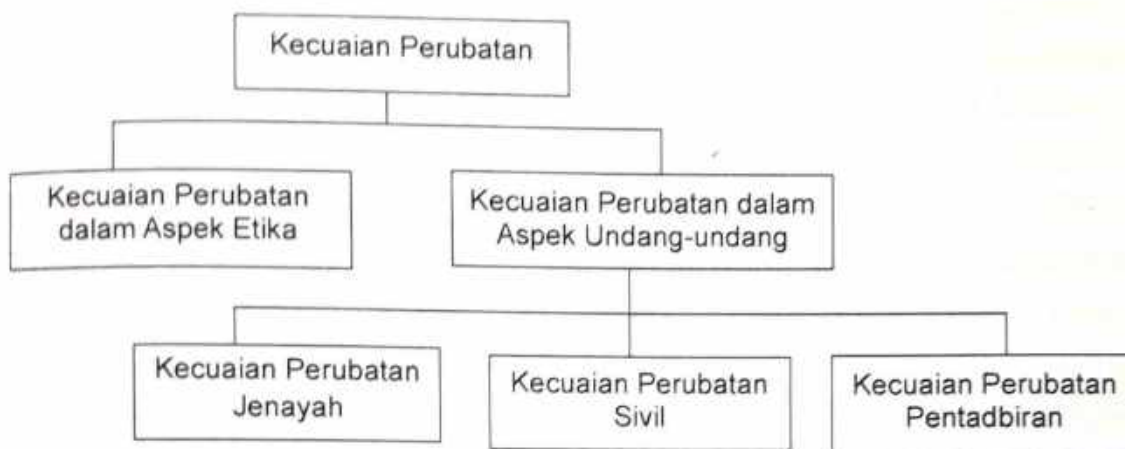 Kecuaian Perubatan
Kecuaian Perubatan
dalam Aspek Etika
Kecuaian Perubatan dalam
Aspek Undang-undang
Kecuaian Perubatan
Jenayah
Kecuaian Perubatan
Sivil
Kecuaian Perubatan
Pentadbiran